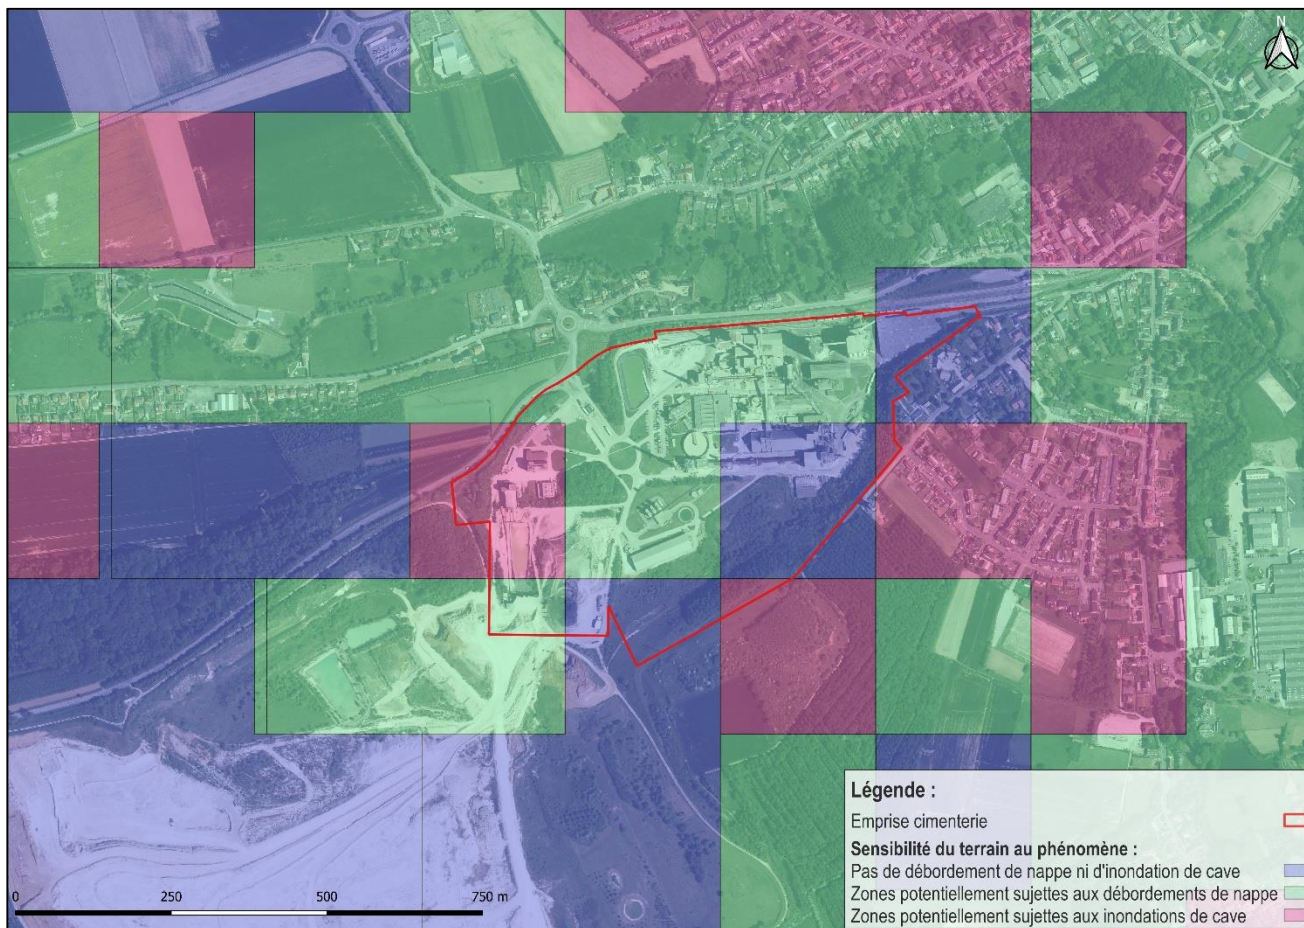 N
Légende :
Emprise cimenterie
Sensibilité du terrain au phénomène :
Pas de débordement de nappe ni d'inondation de cave
Zones potentiellement sujettes aux débordements de nappe
Zones potentiellement sujettes aux inondations de cave
0 250 500 750 m